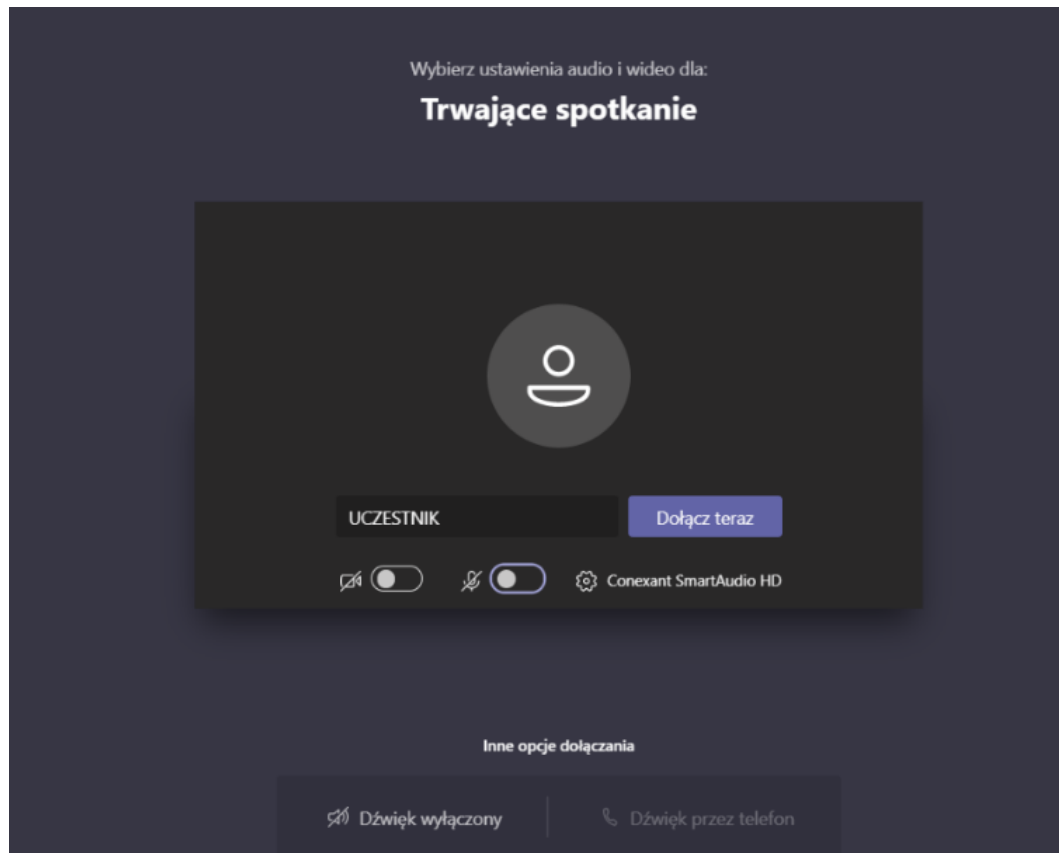 Wybierz ustawienia audio i wideo dla:
Trwające spotkanie
UCZESTNIK
Dołącz teraz
Conexant SmartAudio HD
Inne opcje dołączania
Dźwięk wyłączony
Dźwięk przez telefon